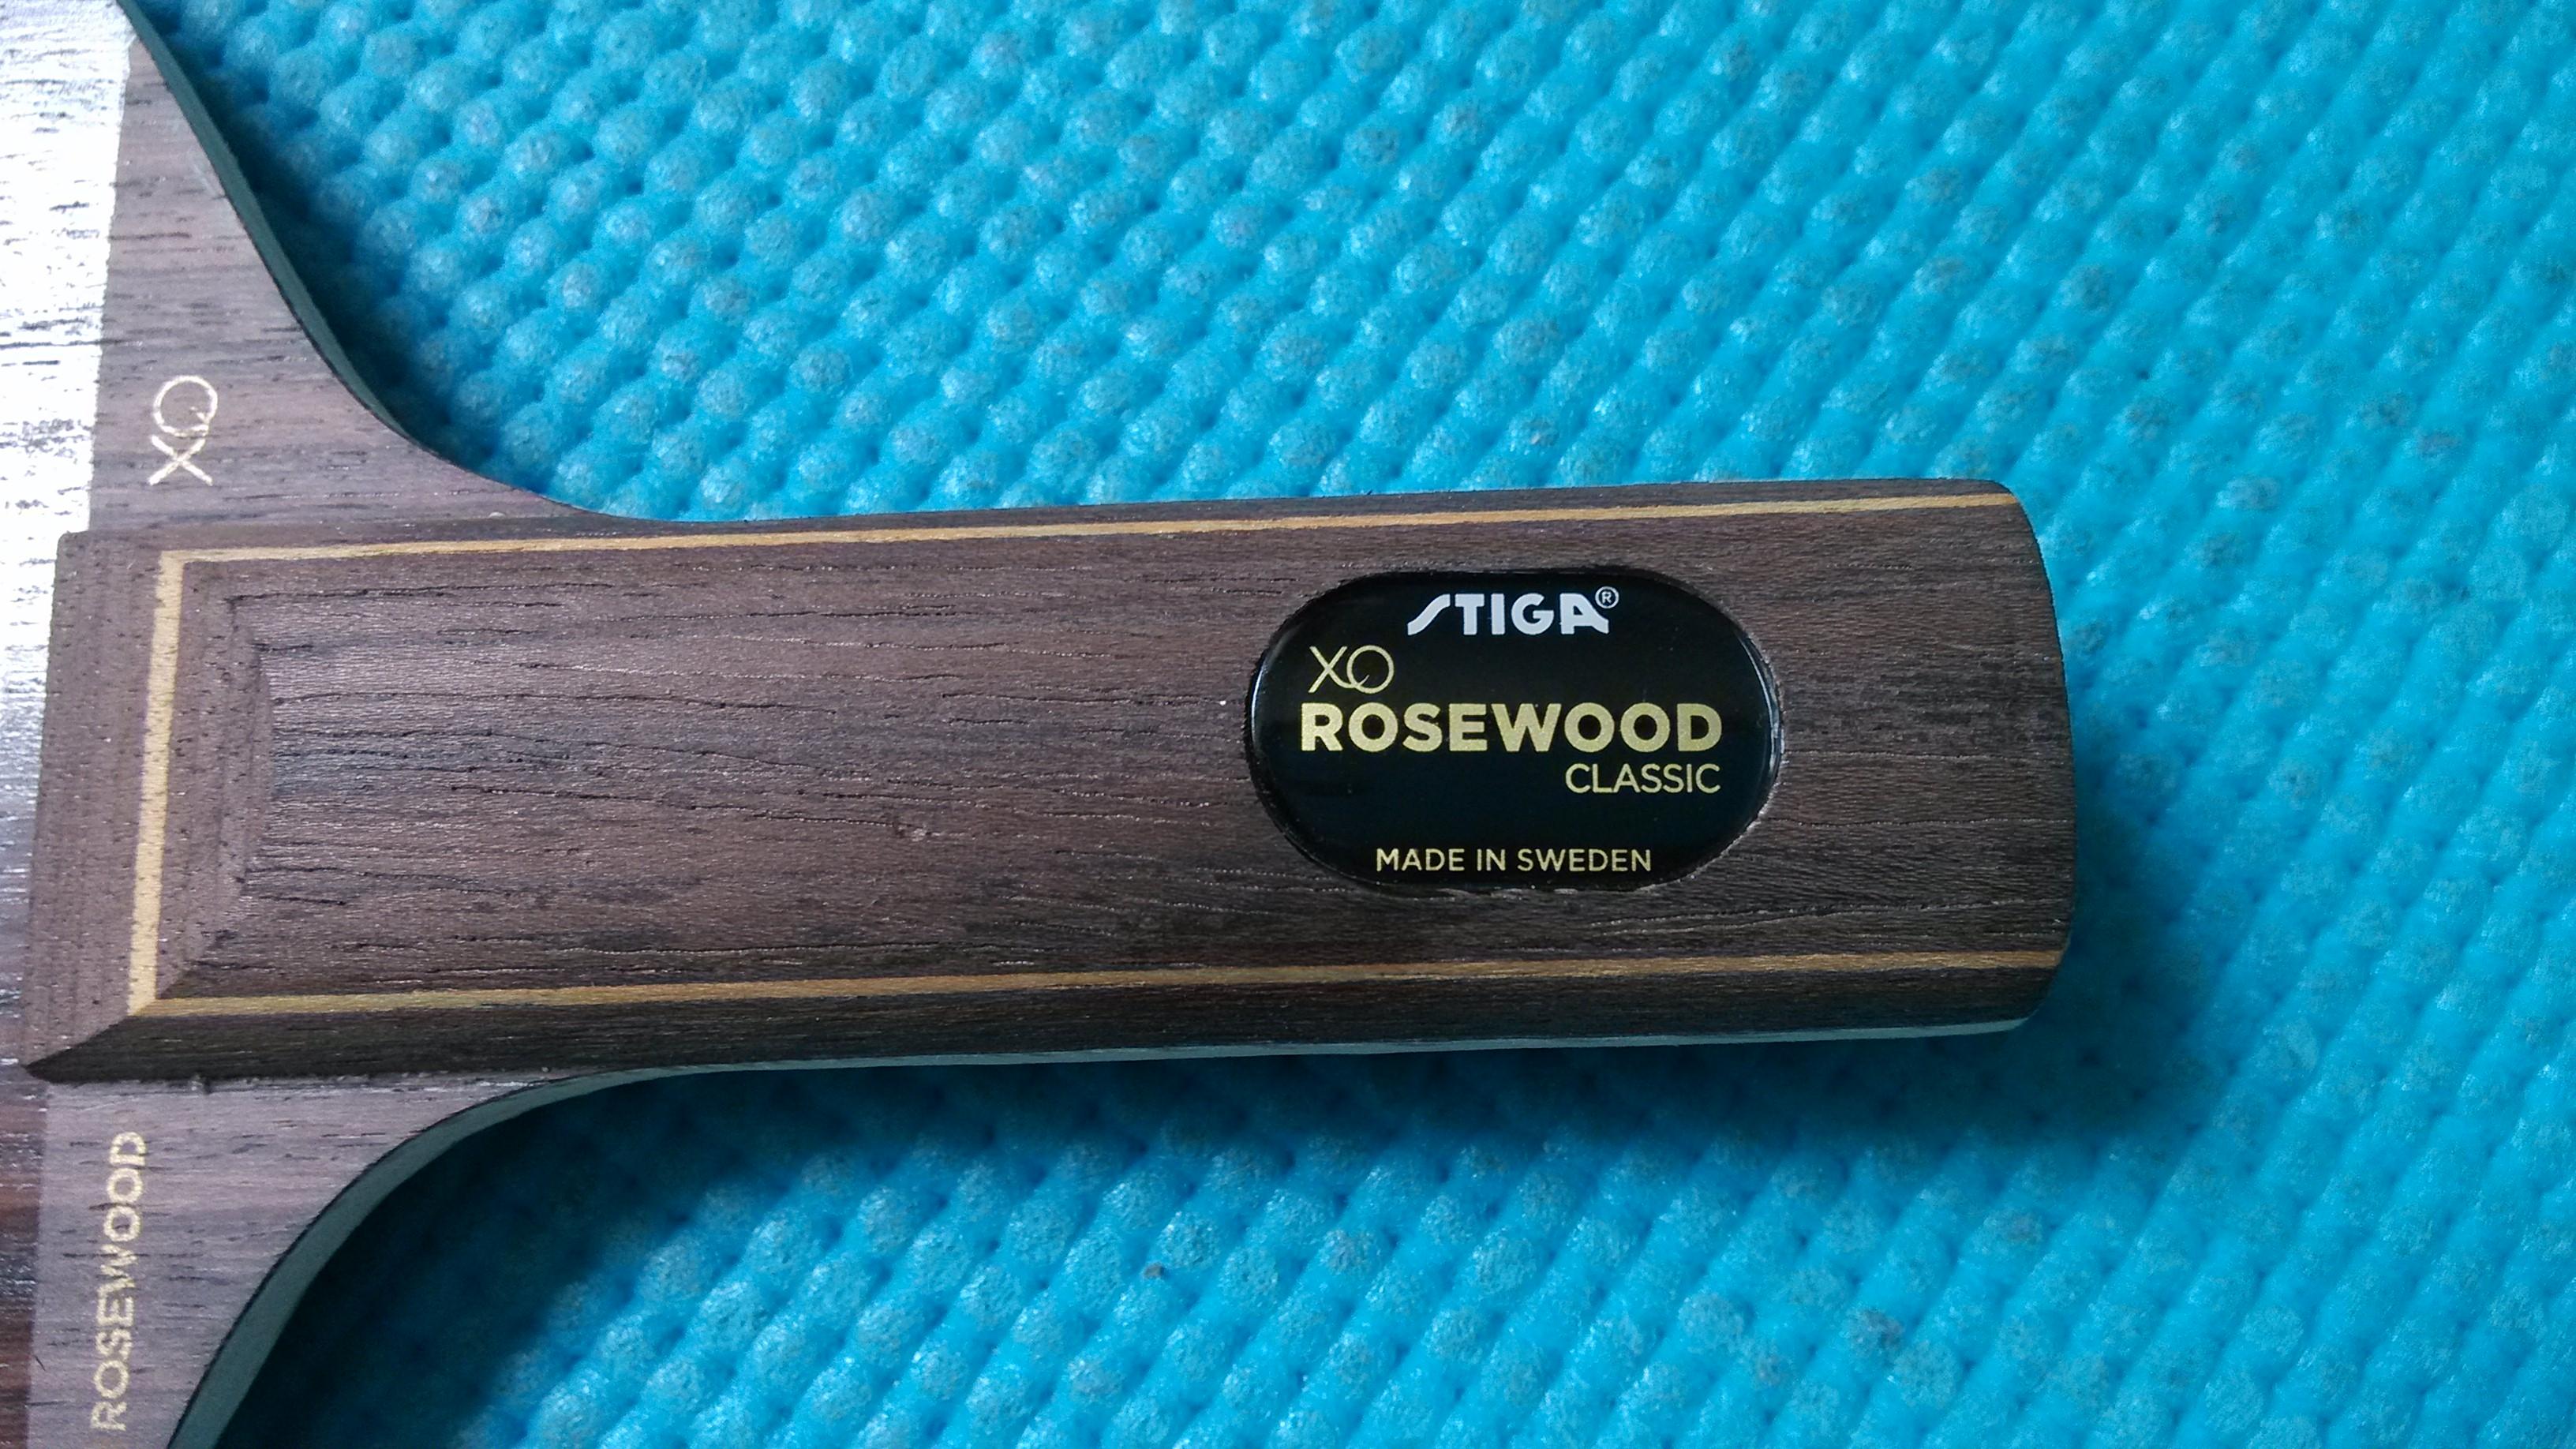 XO
STIGA®
XO
ROSEWOOD
CLASSIC
MADE IN SWEDEN
ROSEWOOD